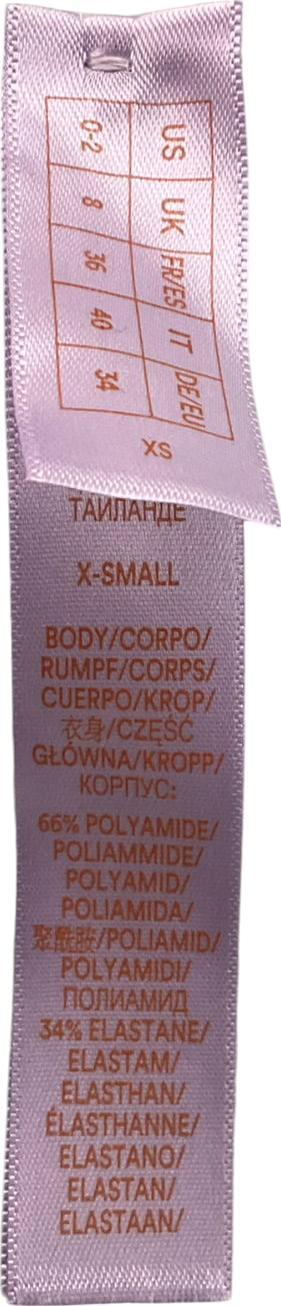 US UK FR/ES IT DE/EU
0-2 8 36 40 34
XS
ТАИЛАНДЕ
X-SMALL
BODY/CORPO/
RUMPF/CORPS/
CUERPO/KROP/
衣身/CZĘŚĆ
GŁÓWNA/KROPP/
КОРПУС:
66% POLYAMIDE/
POLIAMMIDE/
POLYAMID/
POLIAMIDA/
聚酰胺/POLIAMID/
POLYAMIDI/
ПОЛИАМИД
34% ELASTANE/
ELASTAM/
ELASTHAN/
ÉLASTHANNE/
ELASTANO/
ELASTAN/
ELASTAAN/